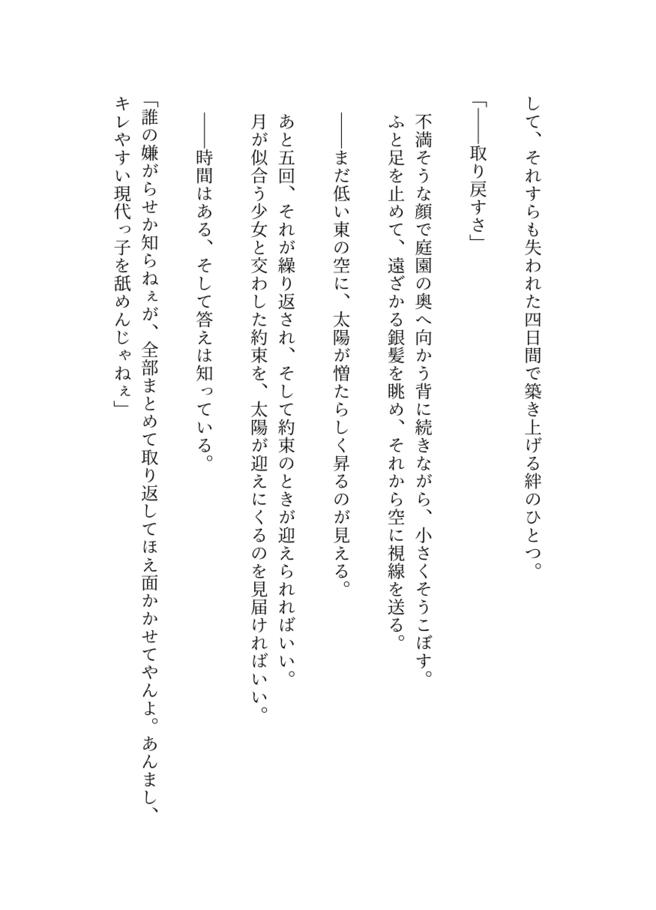 して、それすらも失われた四日間で築き上げる絆のひとつ。
「――取り戻すさ」
不満そうな顔で庭園の奥へ向かう背に続きながら、小さくそうこぼす。
ふと足を止めて、遠ざかる銀髪を眺め、それから空に視線を送る。
――まだ低い東の空に、太陽が憎たらしく昇るのが見える。
あと五回、それが繰り返され、そして約束のときが迎えられればいい。
月が似合う少女と交わした約束を、太陽が迎えにくるのを見届ければいい。
――時間はある、そして答えは知っている。
「誰の嫌がらせか知らねぇが、全部まとめて取り返してほえ面かかせてやんよ。あんまし、
キレやすい現代っ子を舐めんじゃねぇ」